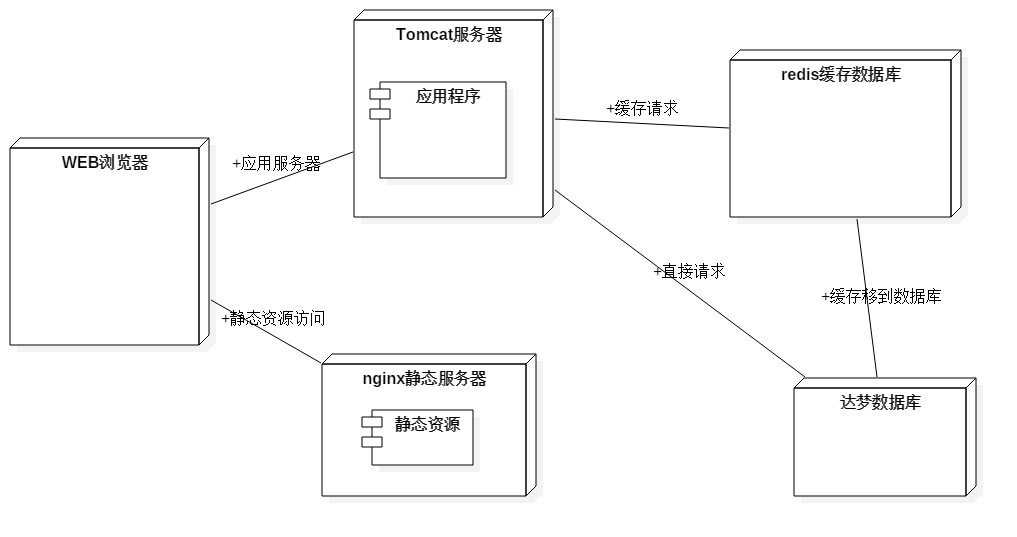 Tomcat服务器
应用程序
redis缓存数据库
+缓存请求
WEB浏览器
+应用服务器
+直接请求
+缓存移到数据库
+静态资源访问
nginx静态服务器
静态资源
达梦数据库